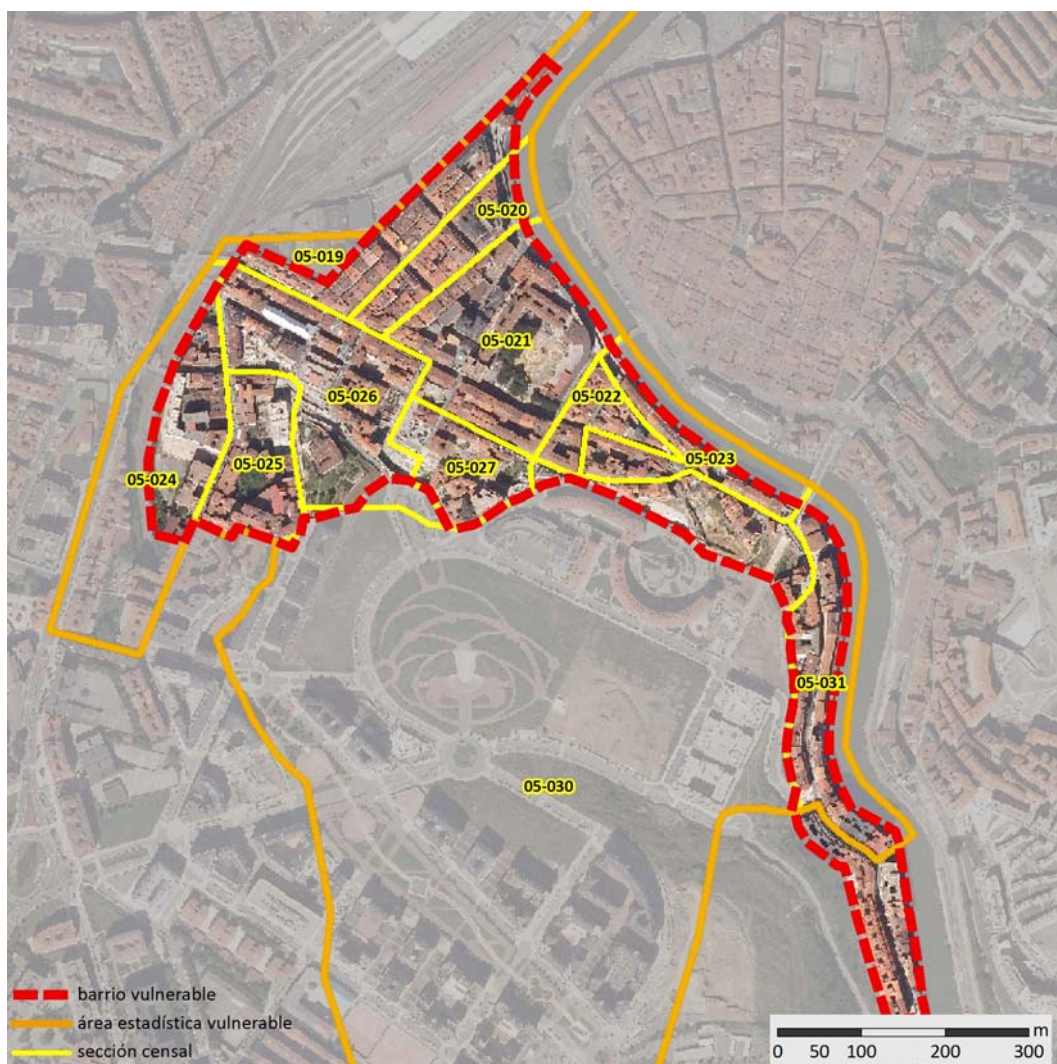 05-020
05-019
05-021
05-022
05-026
05-023
05-027
05-025
05-024
05-031
05-030
barrio vulnerable
área estadística vulnerable
sección censal
m
0 50 100 200 300